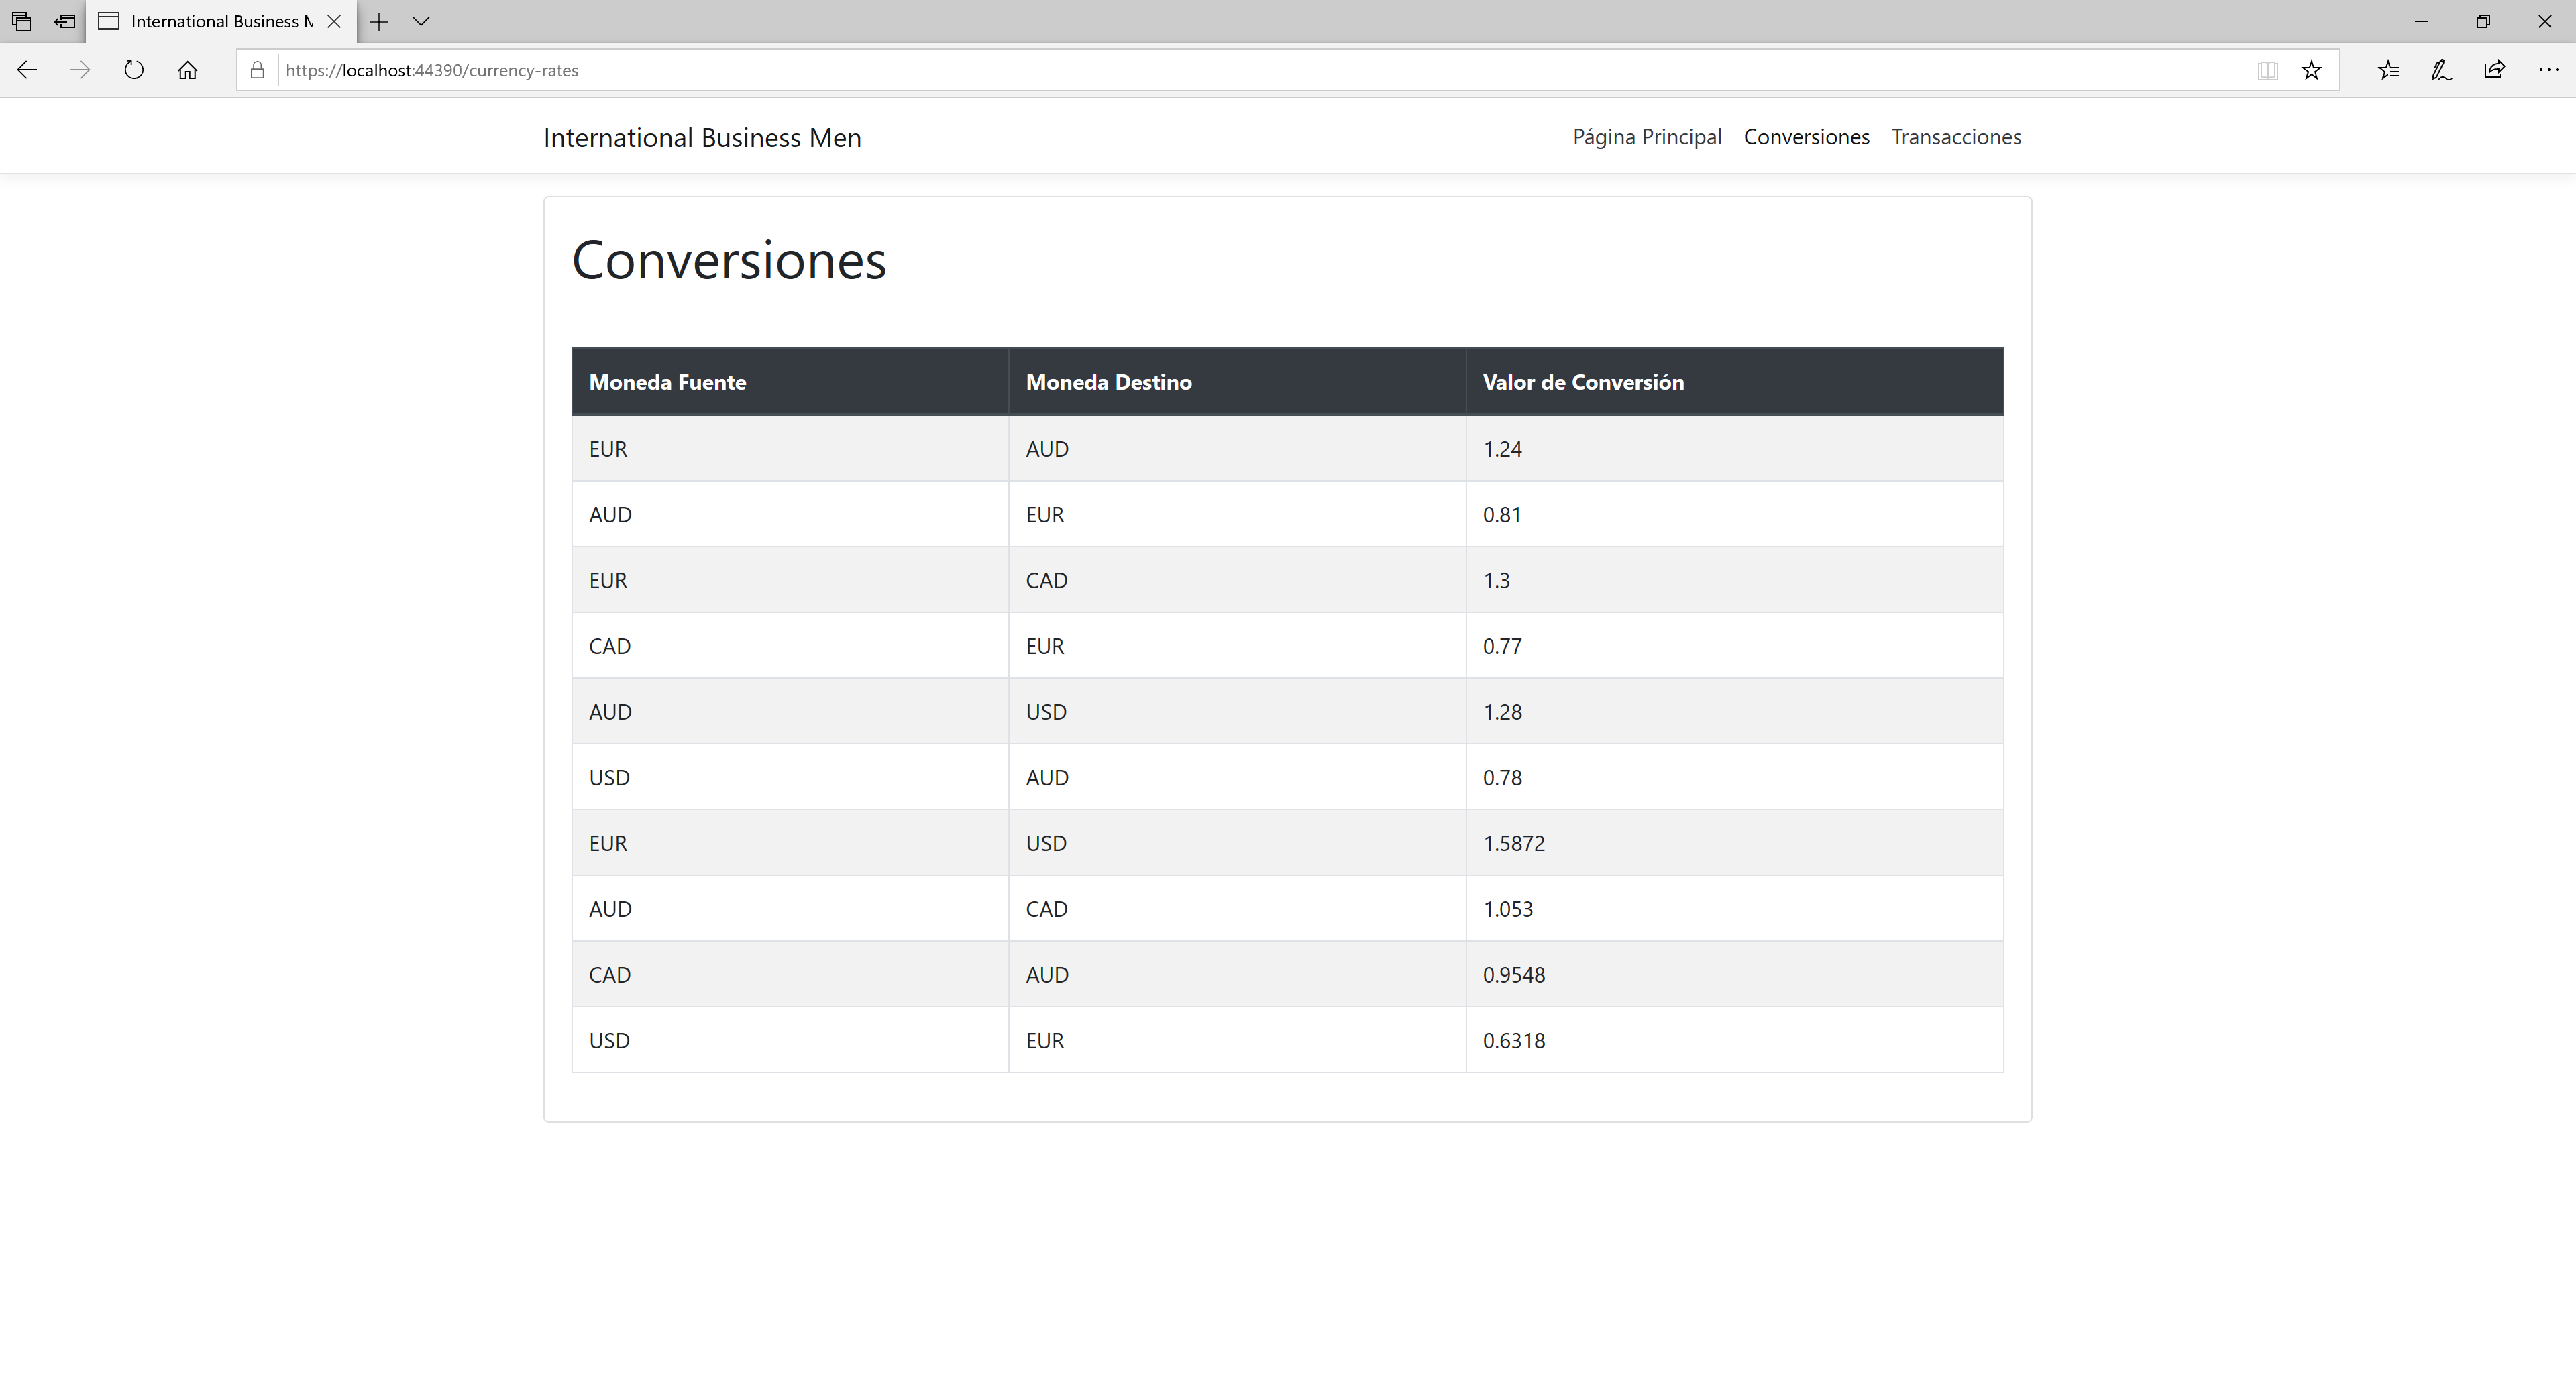 International Business M
https://localhost:44390/currency-rates
International Business Men Página Principal Conversiones Transacciones
Conversiones
Moneda Fuente Moneda Destino Valor de Conversión
EUR AUD 1.24
AUD EUR 0.81
EUR CAD 1.3
CAD EUR 0.77
AUD USD 1.28
USD AUD 0.78
EUR USD 1.5872
AUD CAD 1.053
CAD AUD 0.9548
USD EUR 0.6318